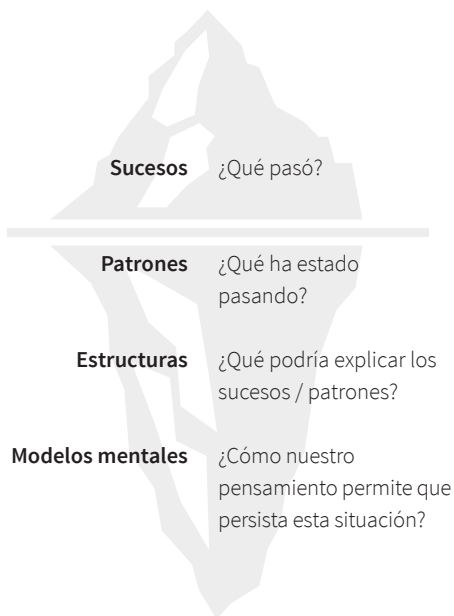 Sucesos ¿Qué pasó?
Patrones ¿Qué ha estado
pasando?
Estructuras ¿Qué podría explicar los
sucesos / patrones?
Modelos mentales ¿Cómo nuestro
pensamiento permite que
persista esta situación?